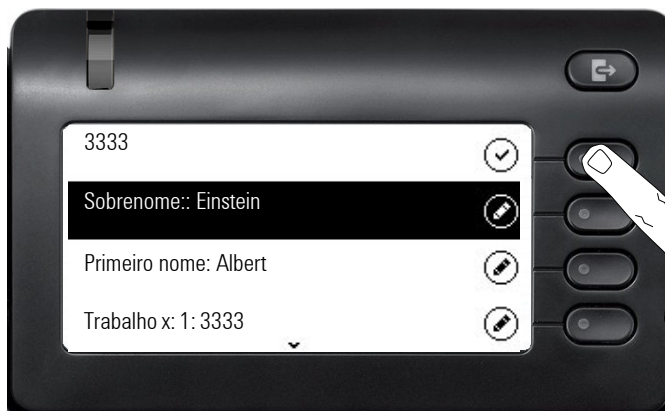 3333
Sobrenome:: Einstein
Primeiro nome: Albert
Trabalho x: 1: 3333